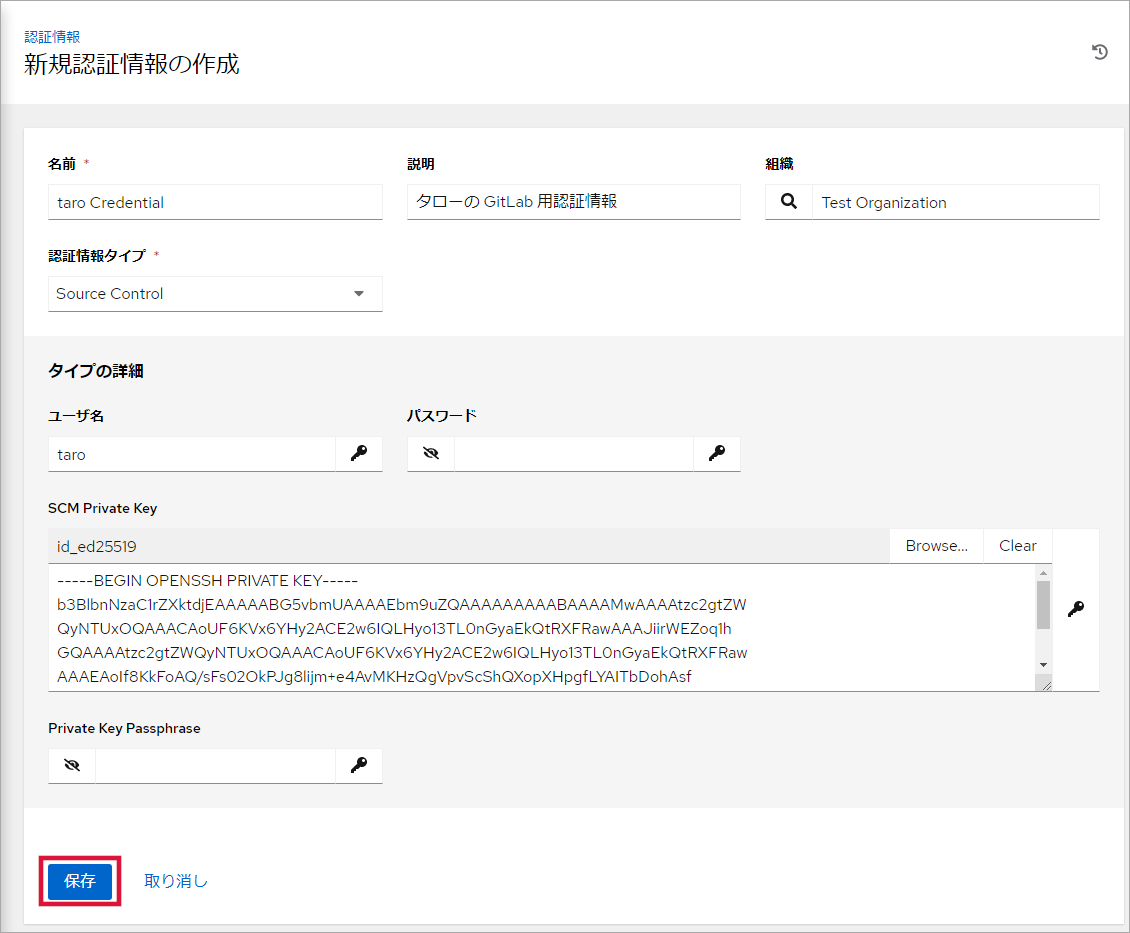 認証情報
新規認証情報の作成
名前 *
説明
組織
taro Credential
タローの GitLab 用認証情報
Test Organization
認証情報タイプ *
Source Control
タイプの詳細
ユーザ名
パスワード
taro
SCM Private Key
id_ed25519
Browse...
Clear
-----BEGIN OPENSSH PRIVATE KEY-----
b3BlbnNzaC1rZXktdjEAAAAABG5vbmUAAAAEbm9uZQAAAAAAAAABAAAAMwAAAAtzc2gtZW
QyNTUxOQAAACAoUF6KVx6YHy2ACE2w6IQLHyo13TL0nGyaEkQtRXFRawAAAJiirWEZoq1h
GQAAAAtzc2gtZWQyNTUxOQAAACAoUF6KVx6YHy2ACE2w6IQLHyo13TL0nGyaEkQtRXFRaw
AAAEAoIf8KkFoAQ/sFs02OkPJg8lijm+e4AvMKHzQgVpvScShQXopXHpgfLYAITbDohAsf
Private Key Passphrase
保存
取り消し